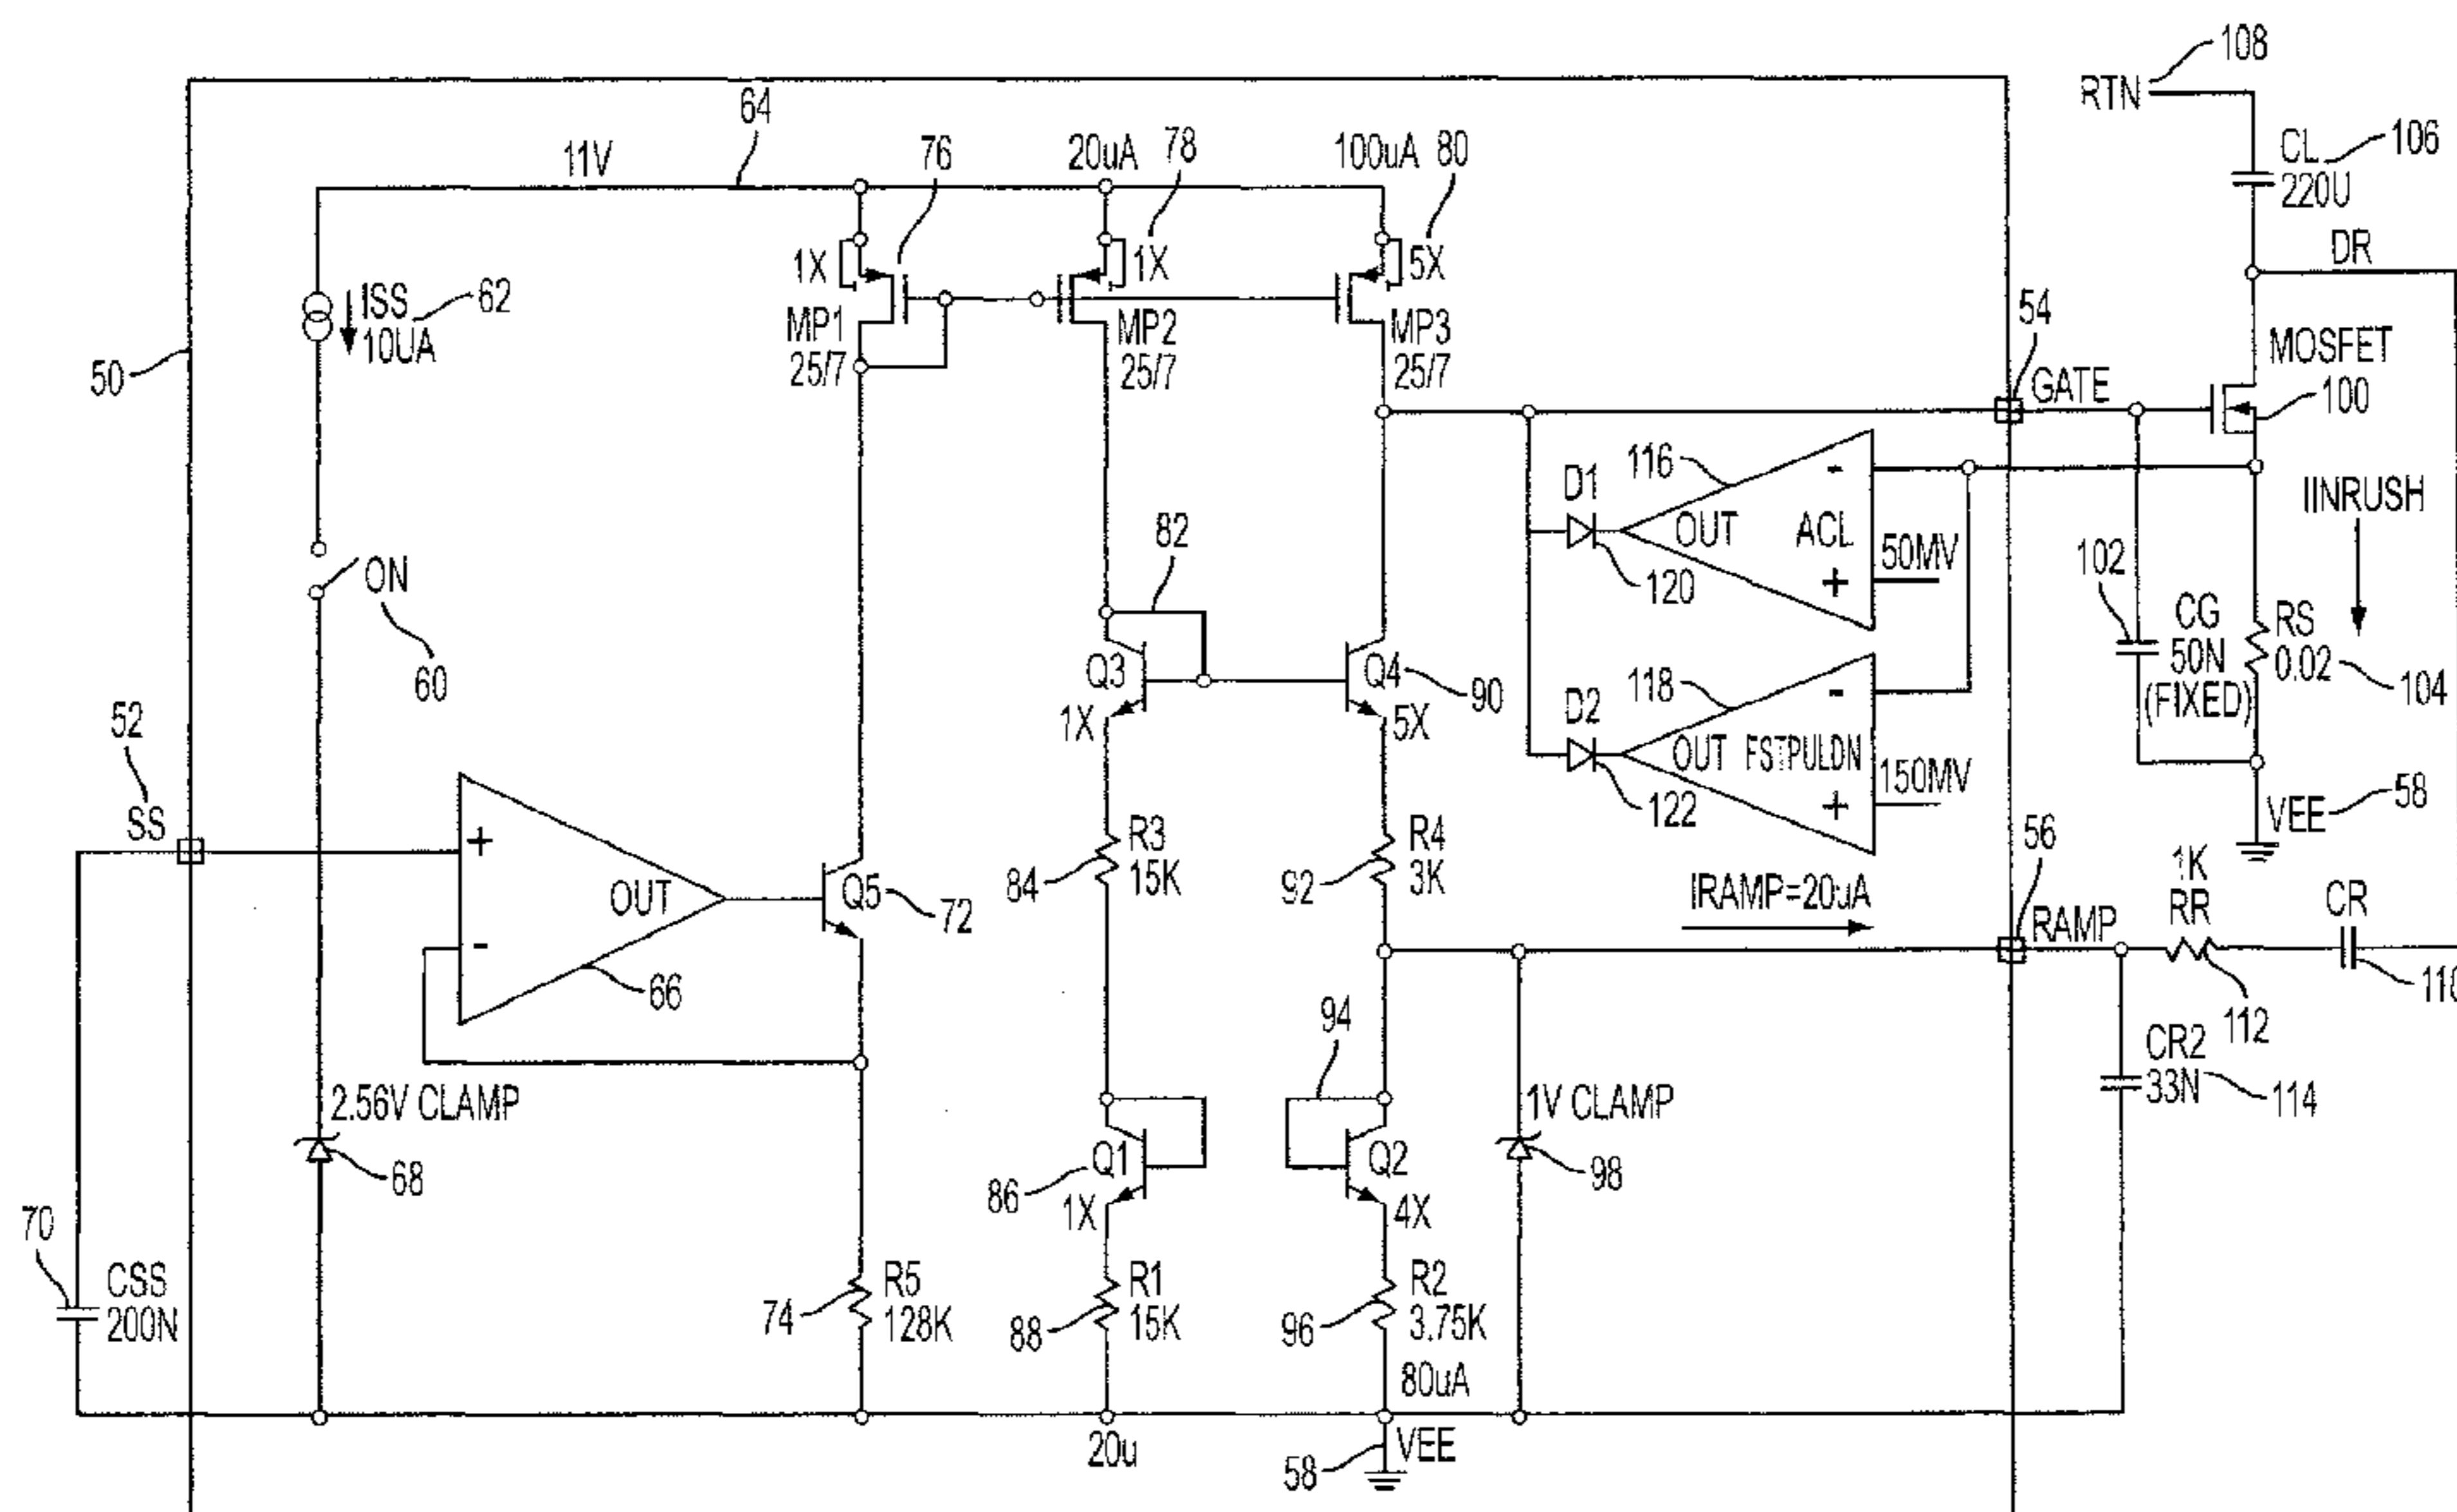 108
RTN
64
11V
76
20uA
78
100uA
80
CL
106
220U
DR
1X
1X
5X
ISS
62
10UA
MP1
25/7
MP2
25/7
MP3
25/7
54
GATE
MOSFET
100
50
ON
60
82
D1
116
-
OUT
ACL
50MV
+
120
IINRUSH
102
CG
50N
(FIXED)
RS
0.02
104
Q3
1X
Q4
90
5X
D2
118
-
OUT
FSTPULDN
150MV
+
122
VEE
58
52
SS
+
OUT
-
66
Q5
72
84
R3
15K
92
R4
3K
IRAMP=20uA
56
RAMP
1K
RR
CR
112
2.56V CLAMP
68
94
1V CLAMP
98
CR2
33N
114
Q1
86
1X
Q2
4X
70
CSS
200N
74
R5
128K
88
R1
15K
96
R2
3.75K
80uA
20u
58
VEE